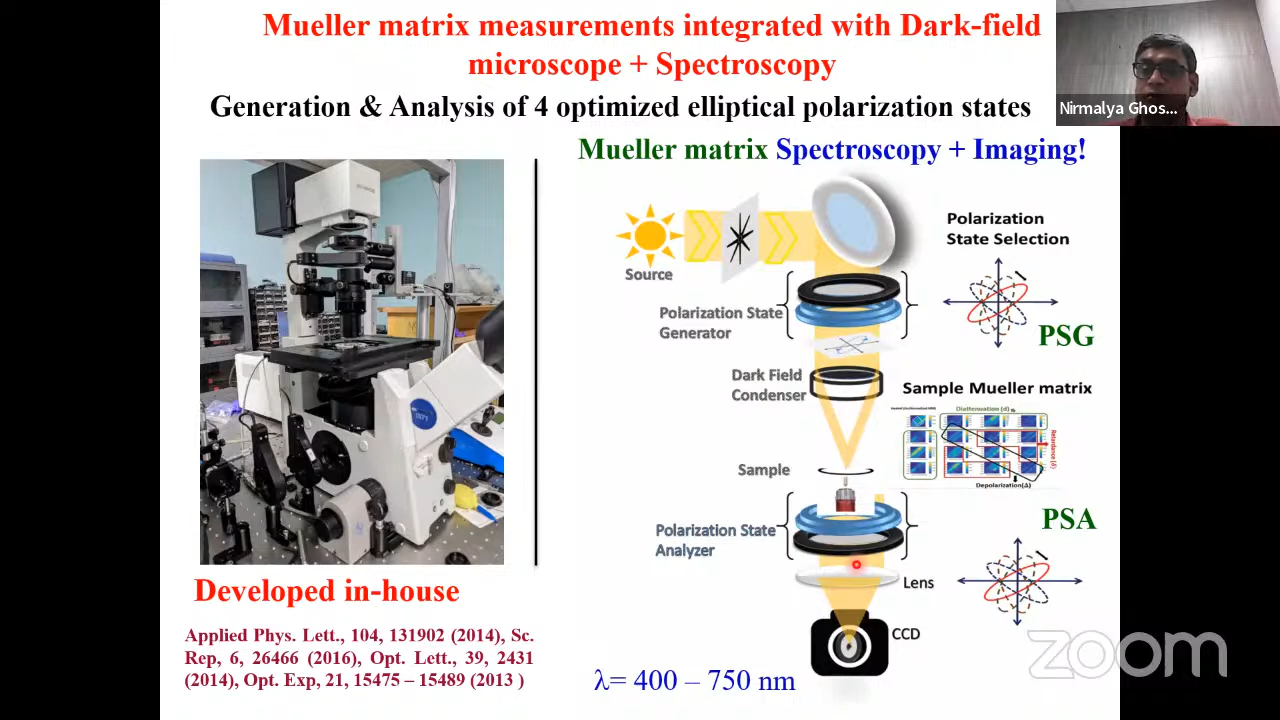 Mueller matrix measurements integrated with Dark-field
microscope + Spectroscopy
Generation & Analysis of 4 optimized elliptical polarization states
Nirmalya Ghos...
Mueller matrix Spectroscopy + Imaging!
Source
Polarization
State Selection
Polarization State
Generator
PSG
Dark Field
Condenser
Sample Mueller matrix
Diattenuation (d)
Retardance (δ)
Depolarization(Δ)
Sample
Polarization State
Analyzer
PSA
Lens
CCD
λ= 400 – 750 nm
Developed in-house
Applied Phys. Lett., 104, 131902 (2014), Sc.
Rep, 6, 26466 (2016), Opt. Lett., 39, 2431
(2014), Opt. Exp, 21, 15475 – 15489 (2013 )
zoom